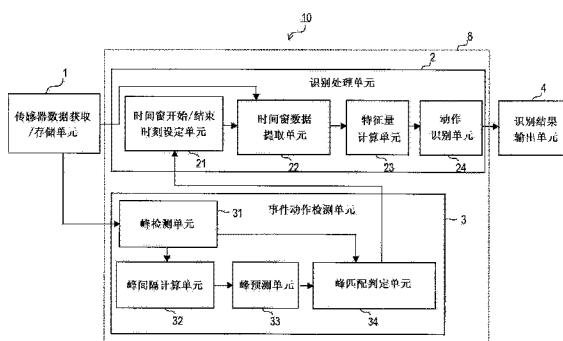 10
8
1
2
4
识别处理单元
传感器数据获取
/存储单元
时间窗开始/结束
时刻设定单元
21
时间窗数据
提取单元
22
特征量
计算单元
23
动作
识别单元
24
识别结果
输出单元
31
事件动作检测单元
3
峰检测单元
峰间隔计算单元
32
峰预测单元
33
峰匹配判定单元
34